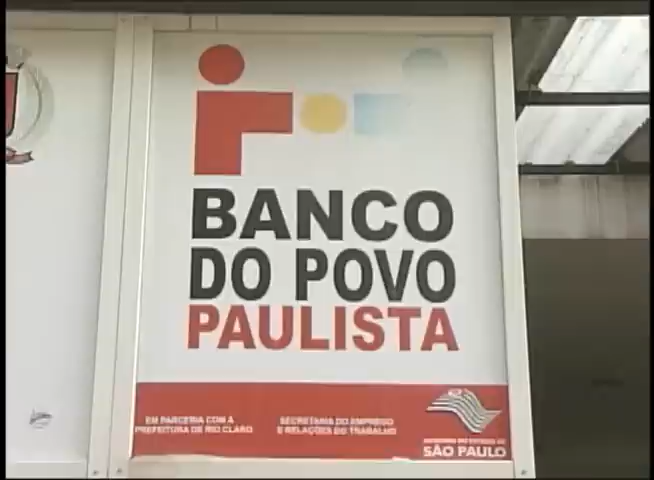 BANCO
DO POVO
PAULISTA
EM PARCERIA COM A
PREFEITURA DE RIO CLARO
SECRETARIA DO EMPREGO
E RELAÇÕES DO TRABALHO
GOVERNO DO ESTADO DE
SÃO PAULO